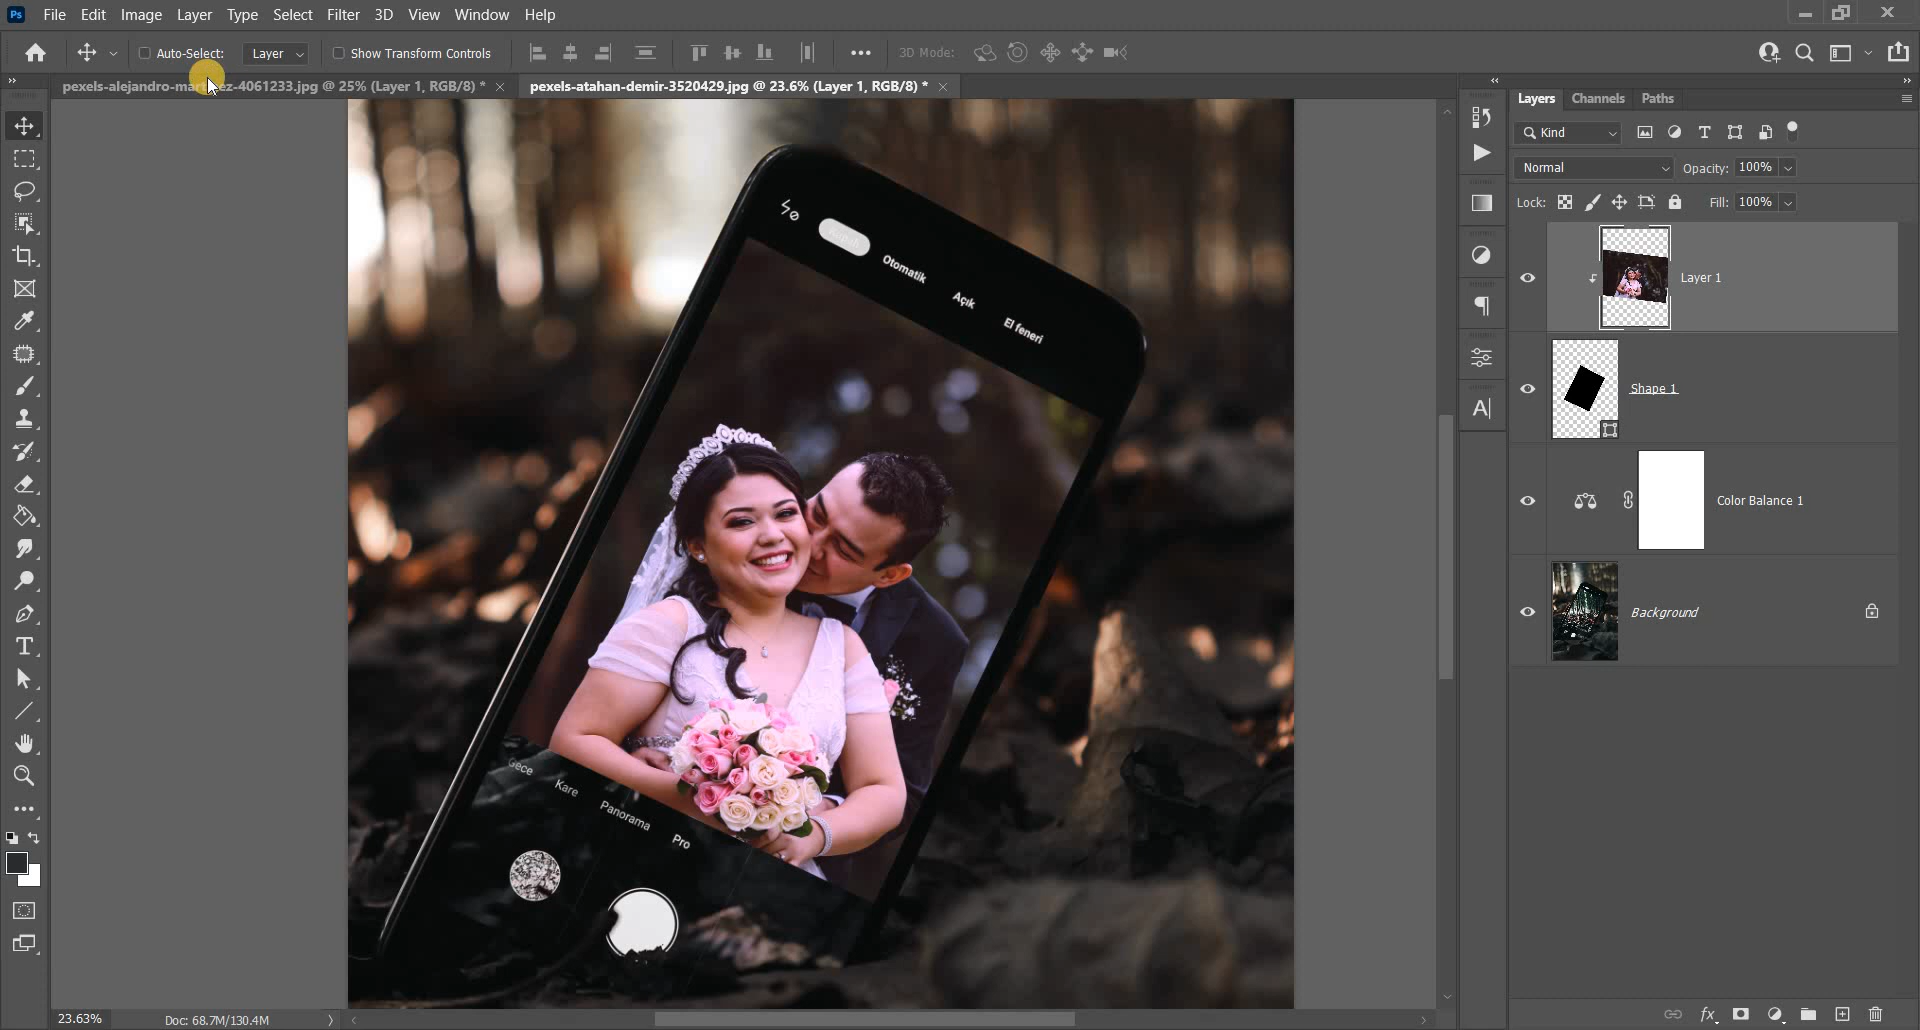 Ps File Edit Image Layer Type Select Filter 3D View Window Help
Auto-Select: Layer Show Transform Controls 3D Mode:
pexels-alejandro-martinez-4061233.jpg @ 25% (Layer 1, RGB/8) *
pexels-atahan-demir-3520429.jpg @ 23.6% (Layer 1, RGB/8) *
Layers Channels Paths
Kind
Normal Opacity: 100%
Lock: Fill: 100%
Layer 1
Shape 1
Color Balance 1
Background
Kapalı
Otomatik
Açık
El feneri
Gece
Kare
Panorama
Pro
23.63% Doc: 68.7M/130.4M